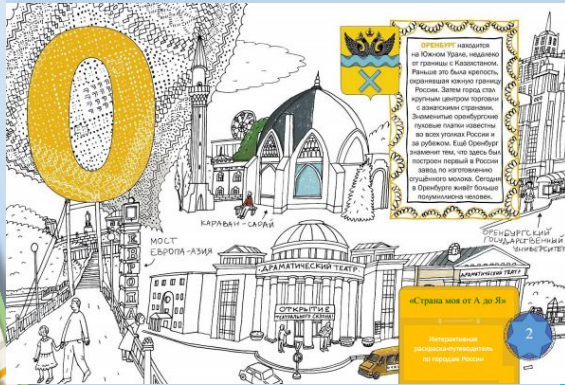 О
ОРЕНБУРГ находится
на Южном Урале, недалеко
от границы с Казахстаном.
Раньше это была крепость,
охранявшая южную границу
России. Затем город стал
крупным центром торговли
с азиатскими странами.
Знаменитые оренбургские
пуховые платки известны
во всех уголках России и
за рубежом. Ещё Оренбург
знаменит тем, что здесь был
построен первый в России
завод по изготовлению
сгущённого молока. Сегодня
в Оренбурге живёт больше
полумиллиона человек.
КАРАВАН-САРАЙ
ОРЕНБУРГСКИЙ
ГОСУДАРСТВЕННЫЙ
УНИВЕРСИТЕТ
МОСТ
ЕВРОПА-АЗИЯ
ЕВРОПА
ДРАМАТИЧЕСКИЙ ТЕАТР
ДРАМАТИЧЕСКИЙ ТЕАТР
ОТКРЫТИЕ
ТЕАТРАЛЬНОГО СЕЗОНА!
«Страна моя от А до Я»
Интерактивная
раскраска-путеводитель
по городам России
2